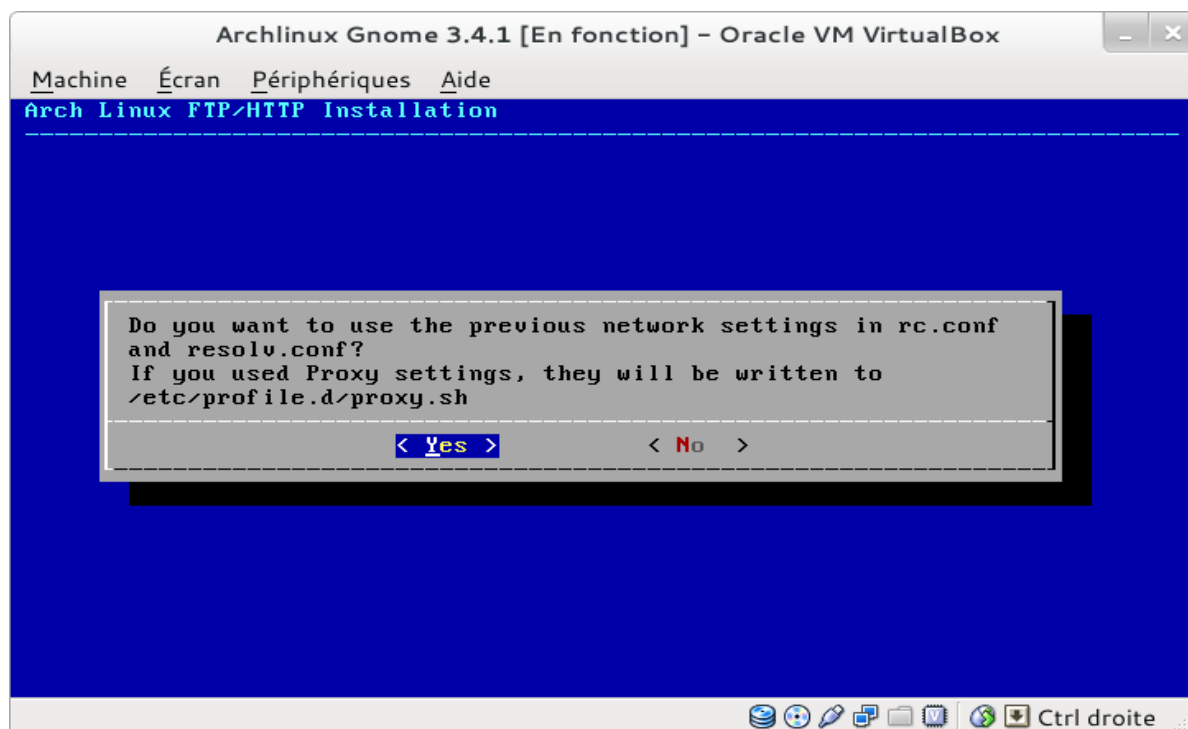 Archlinux Gnome 3.4.1 [En fonction] - Oracle VM VirtualBox
Machine Écran Périphériques Aide
Arch Linux FTP/HTTP Installation
Do you want to use the previous network settings in rc.conf
and resolv.conf?
If you used Proxy settings, they will be written to
/etc/profile.d/proxy.sh
< Yes > < No >
Ctrl droite